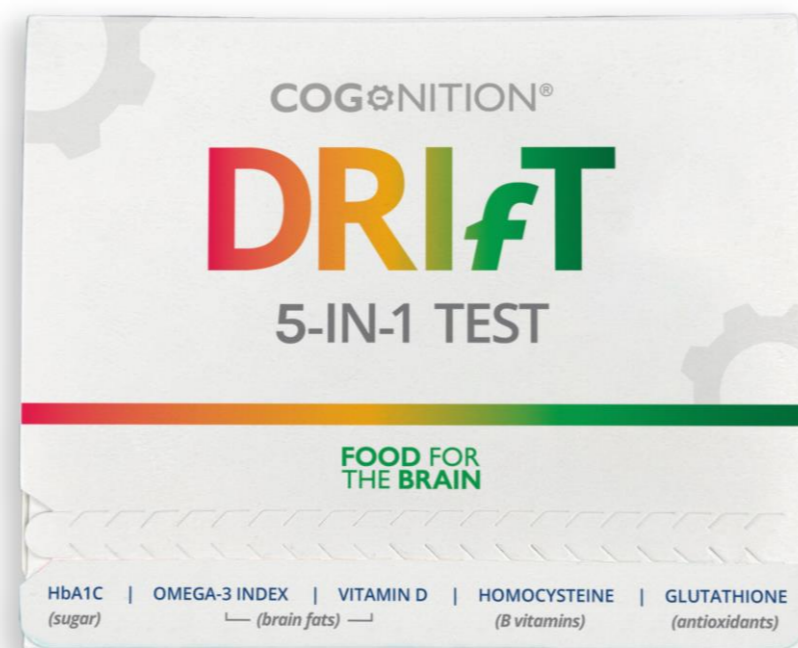 COGNITION®
DRIfT
5-IN-1 TEST
FOOD FOR
THE BRAIN
HbA1C | OMEGA-3 INDEX | VITAMIN D | HOMOCYSTEINE | GLUTATHIONE
(sugar) (brain fats) (B vitamins) (antioxidants)